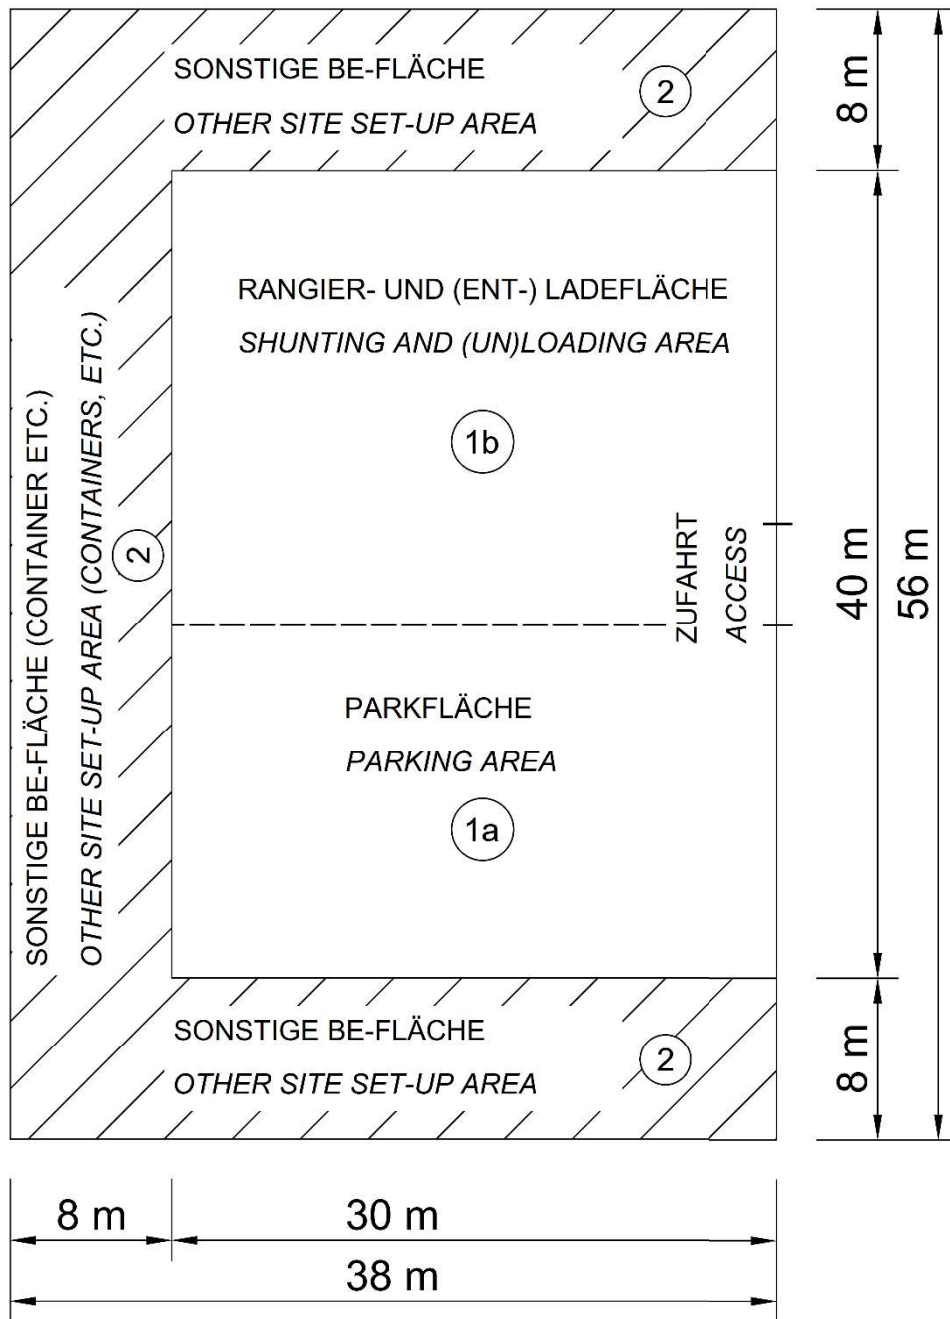 SONSTIGE BE-FLÄCHE
OTHER SITE SET-UP AREA
2
8 m
RANGIER- UND (ENT-) LADEFLÄCHE
SHUNTING AND (UN)LOADING AREA
1b
SONSTIGE BE-FLÄCHE (CONTAINER ETC.)
OTHER SITE SET-UP AREA (CONTAINERS, ETC.)
2
ZUFAHRT
ACCESS
40 m
56 m
PARKFLÄCHE
PARKING AREA
1a
SONSTIGE BE-FLÄCHE
OTHER SITE SET-UP AREA
2
8 m
8 m
30 m
38 m